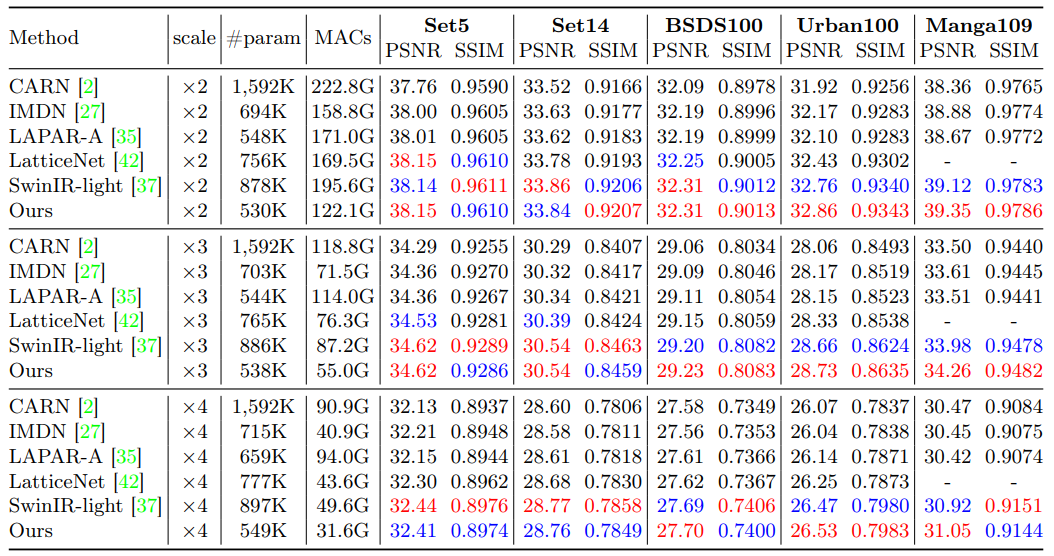 Method scale #param MACs Set5 Set14 BSDS100 Urban100 Manga109
PSNR SSIM PSNR SSIM PSNR SSIM PSNR SSIM PSNR SSIM
CARN [2] ×2 1,592K 222.8G 37.76 0.9590 33.52 0.9166 32.09 0.8978 31.92 0.9256 38.36 0.9765
IMDN [27] ×2 694K 158.8G 38.00 0.9605 33.63 0.9177 32.19 0.8996 32.17 0.9283 38.88 0.9774
LAPAR-A [35] ×2 548K 171.0G 38.01 0.9605 33.62 0.9183 32.19 0.8999 32.10 0.9283 38.67 0.9772
LatticeNet [42] ×2 756K 169.5G 38.15 0.9610 33.78 0.9193 32.25 0.9005 32.43 0.9302 - -
SwinIR-light [37] ×2 878K 195.6G 38.14 0.9611 33.86 0.9206 32.31 0.9012 32.76 0.9340 39.12 0.9783
Ours ×2 530K 122.1G 38.15 0.9610 33.84 0.9207 32.31 0.9013 32.86 0.9343 39.35 0.9786
CARN [2] ×3 1,592K 118.8G 34.29 0.9255 30.29 0.8407 29.06 0.8034 28.06 0.8493 33.50 0.9440
IMDN [27] ×3 703K 71.5G 34.36 0.9270 30.32 0.8417 29.09 0.8046 28.17 0.8519 33.61 0.9445
LAPAR-A [35] ×3 544K 114.0G 34.36 0.9267 30.34 0.8421 29.11 0.8054 28.15 0.8523 33.51 0.9441
LatticeNet [42] ×3 765K 76.3G 34.53 0.9281 30.39 0.8424 29.15 0.8059 28.33 0.8538 - -
SwinIR-light [37] ×3 886K 87.2G 34.62 0.9289 30.54 0.8463 29.20 0.8082 28.66 0.8624 33.98 0.9478
Ours ×3 538K 55.0G 34.62 0.9286 30.54 0.8459 29.23 0.8083 28.73 0.8635 34.26 0.9482
CARN [2] ×4 1,592K 90.9G 32.13 0.8937 28.60 0.7806 27.58 0.7349 26.07 0.7837 30.47 0.9084
IMDN [27] ×4 715K 40.9G 32.21 0.8948 28.58 0.7811 27.56 0.7353 26.04 0.7838 30.45 0.9075
LAPAR-A [35] ×4 659K 94.0G 32.15 0.8944 28.61 0.7818 27.61 0.7366 26.14 0.7871 30.42 0.9074
LatticeNet [42] ×4 777K 43.6G 32.30 0.8962 28.68 0.7830 27.62 0.7367 26.25 0.7873 - -
SwinIR-light [37] ×4 897K 49.6G 32.44 0.8976 28.77 0.7858 27.69 0.7406 26.47 0.7980 30.92 0.9151
Ours ×4 549K 31.6G 32.41 0.8974 28.76 0.7849 27.70 0.7400 26.53 0.7983 31.05 0.9144